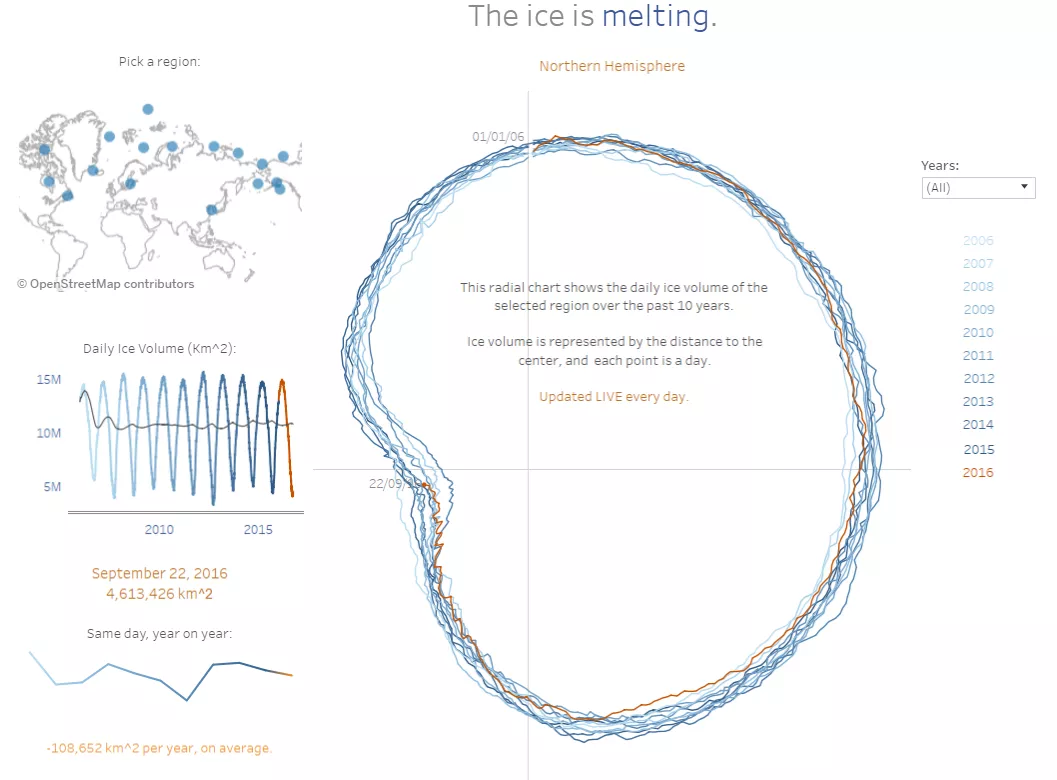 The ice is melting.
Pick a region:
© OpenStreetMap contributors
Daily Ice Volume (Km^2):
15M
10M
5M
2010
2015
September 22, 2016
4,613,426 km^2
Same day, year on year:
-108,652 km^2 per year, on average.
Northern Hemisphere
01/01/06
This radial chart shows the daily ice volume of the
selected region over the past 10 years.
Ice volume is represented by the distance to the
center, and each point is a day.
Updated LIVE every day.
Years:
(All)
2006
2007
2008
2009
2010
2011
2012
2013
2014
2015
2016